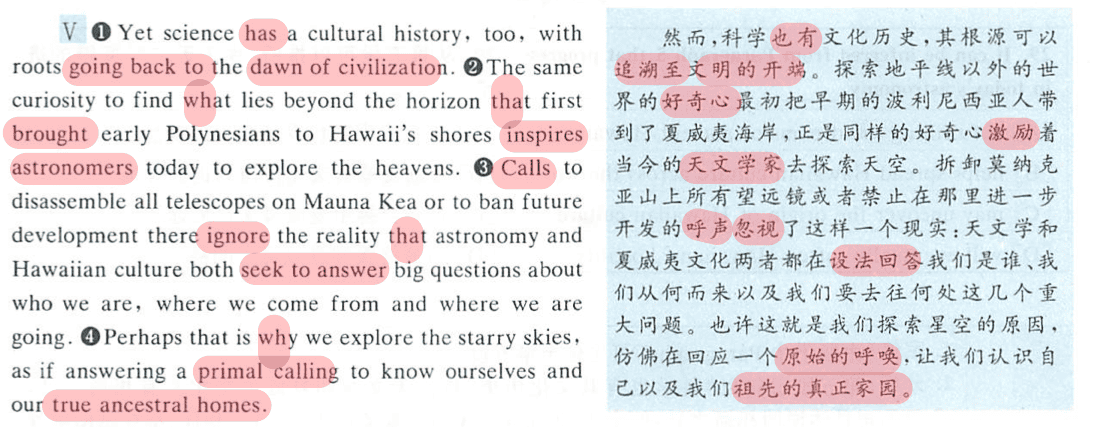 V ❶ Yet science has a cultural history, too, with
roots going back to the dawn of civilization. ❷ The same
curiosity to find what lies beyond the horizon that first
brought early Polynesians to Hawaii's shores inspires
astronomers today to explore the heavens. ❸ Calls to
disassemble all telescopes on Mauna Kea or to ban future
development there ignore the reality that astronomy and
Hawaiian culture both seek to answer big questions about
who we are, where we come from and where we are
going. ❹ Perhaps that is why we explore the starry skies,
as if answering a primal calling to know ourselves and
our true ancestral homes.
然而,科学也有文化历史,其根源可以
追溯至文明的开端。探索地平线以外的世
界的好奇心最初把早期的波利尼西亚人带
到了夏威夷海岸,正是同样的好奇心激励着
当今的天文学家去探索天空。拆卸莫纳克
亚山上所有望远镜或者禁止在那里进一步
开发的呼声忽视了这样一个现实:天文学和
夏威夷文化两者都在设法回答我们是谁、我
们从何而来以及我们要去往何处这几个重
大问题。也许这就是我们探索星空的原因,
仿佛在回应一个原始的呼唤,让我们认识自
己以及我们祖先的真正家园。